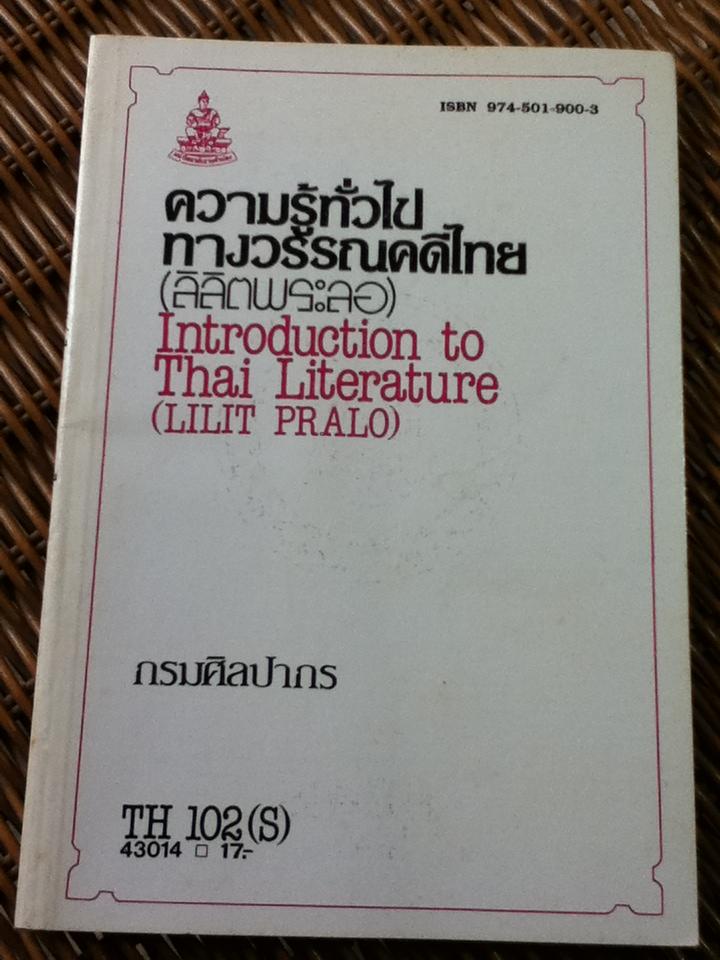 ISBN 974-501-900-3
ความรู้ทั่วไป
ทางวรรณคดีไทย
(ลิลิตพระลอ)
Introduction to
Thai Literature
(LILIT PRALO)
กรมศิลปากร
TH 102(S)
43014 □ 17.-